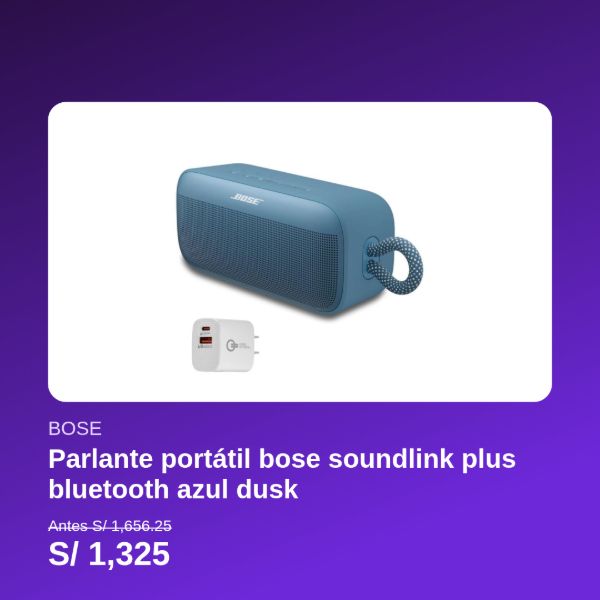 BOSE
BOSE
Parlante portátil bose soundlink plus
bluetooth azul dusk
Antes S/ 1,656.25
S/ 1,325